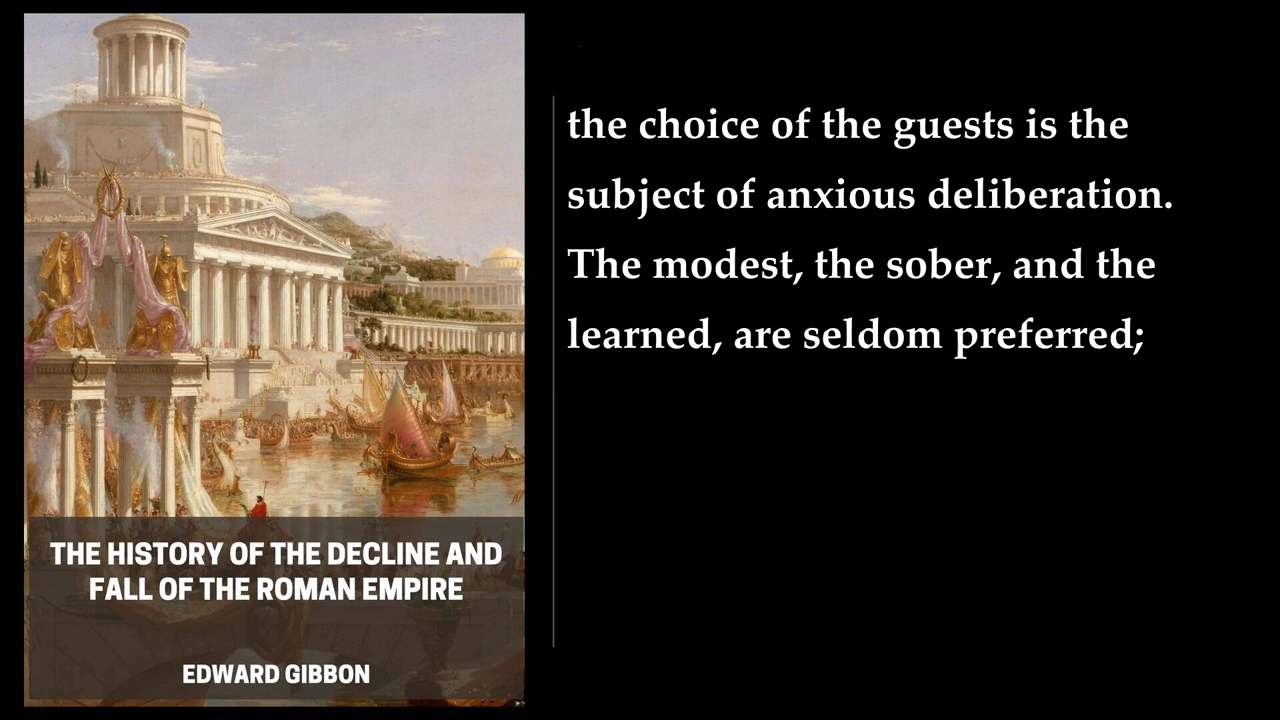 the choice of the guests is the
subject of anxious deliberation.
The modest, the sober, and the
learned, are seldom preferred;
THE HISTORY OF THE DECLINE AND
FALL OF THE ROMAN EMPIRE
EDWARD GIBBON